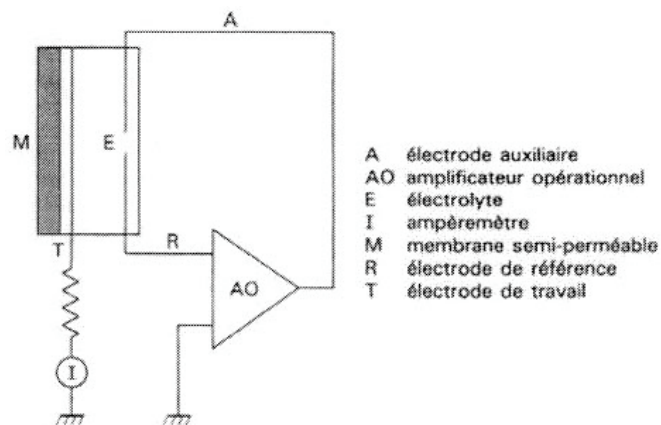 A
M
E
T
R
AO
I
A électrode auxiliaire
AO amplificateur opérationnel
E électrolyte
I ampèremètre
M membrane semi-perméable
R électrode de référence
T électrode de travail